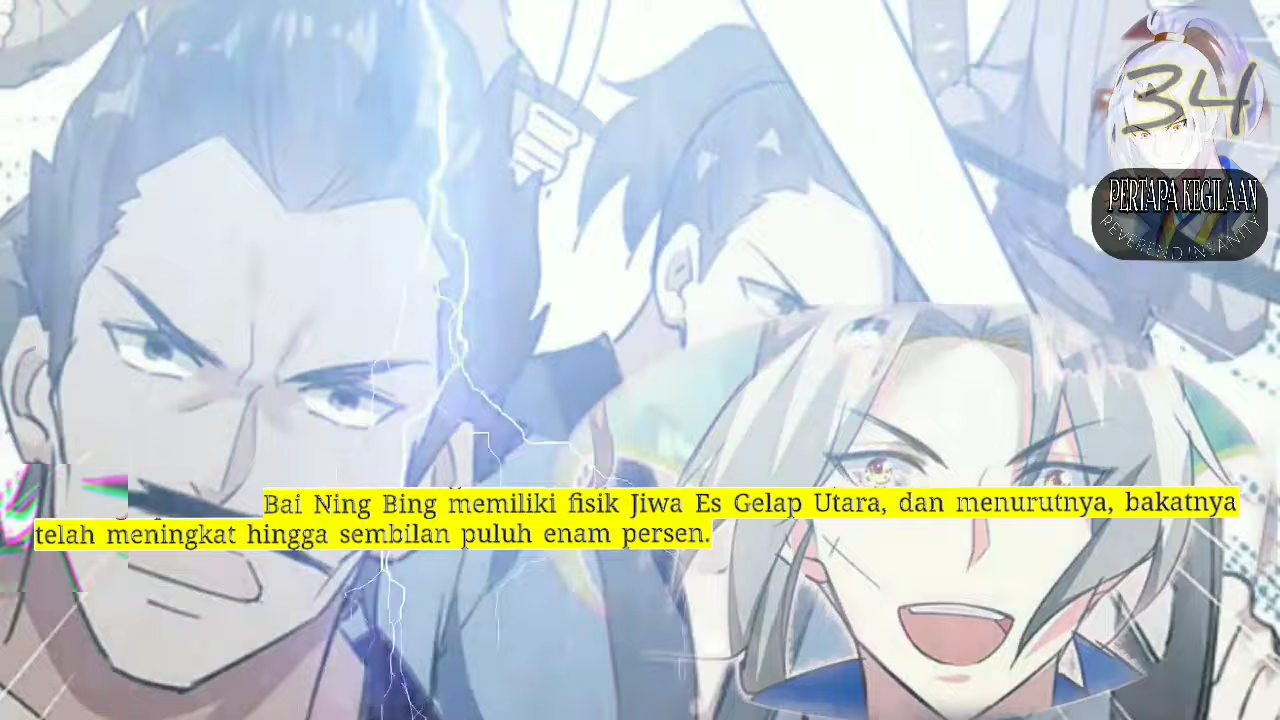 34
PERTAPA KEGILAAN
REVEREND INSANITY
Bai Ning Bing memiliki fisik Jiwa Es Gelap Utara, dan menurutnya, bakatnya
telah meningkat hingga sembilan puluh enam persen.